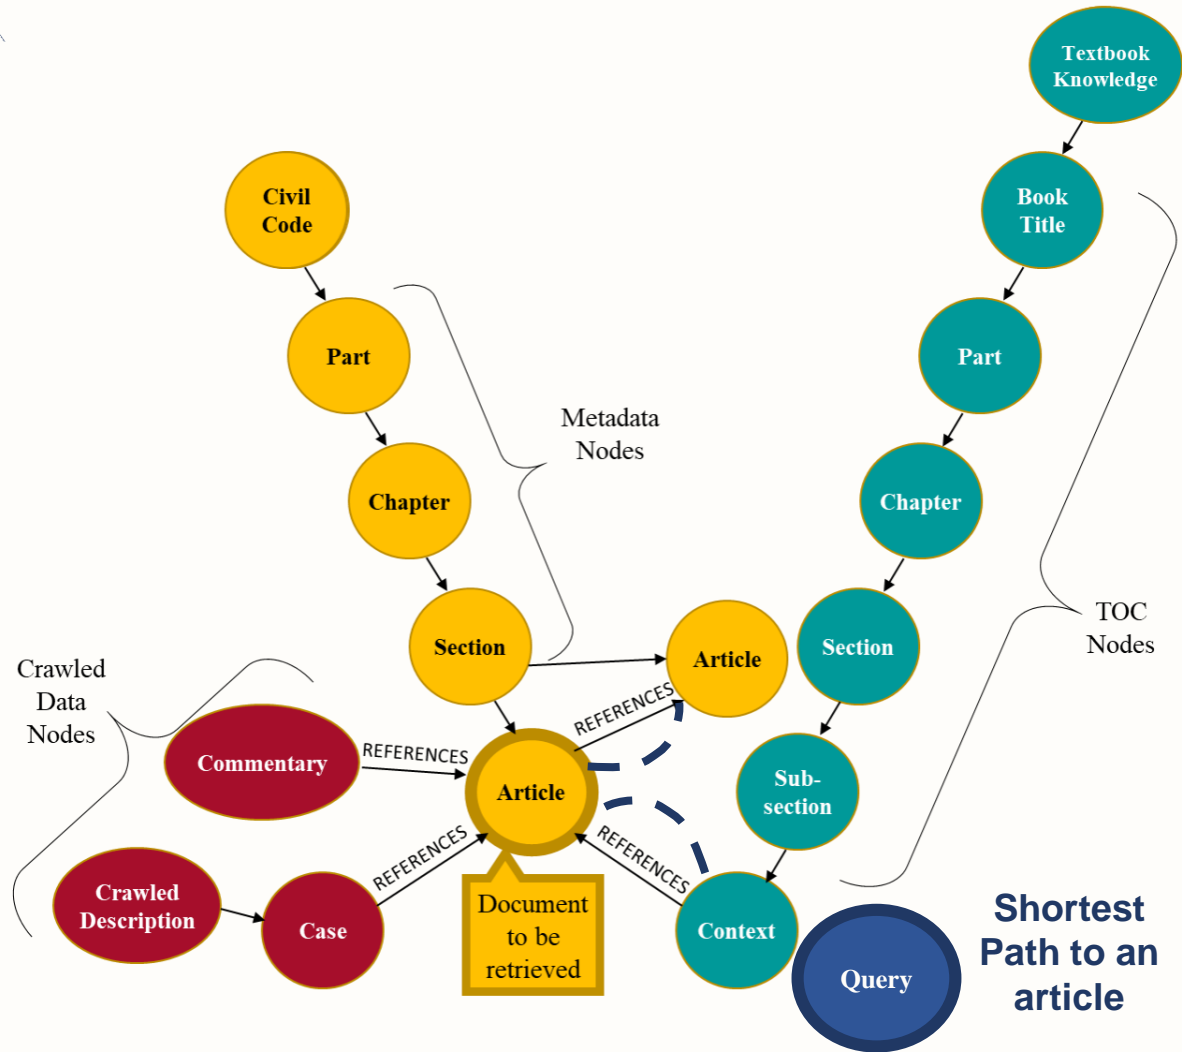 Textbook
Knowledge
Civil
Code
Book
Title
Part
Part
Metadata
Nodes
Chapter
Chapter
Section
Article
Section
TOC
Nodes
Crawled
Data
Nodes
REFERENCES
Commentary
REFERENCES
Article
Sub-
section
REFERENCES
REFERENCES
Crawled
Description
Case
Document
to be
retrieved
Context
Query
Shortest
Path to an
article